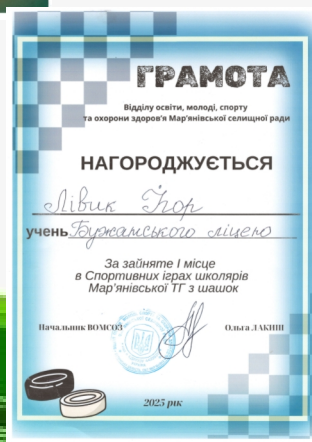 ГРАМОТА
Відділу освіти, молоді, спорту
та охорони здоров'я Мар'янівської селищної ради
НАГОРОДЖУЄТЬСЯ
Лівик Ігор
учень Бужанського ліцею
За зайняте І місце
в Спортивних іграх школярів
Мар'янівської ТГ з шашок
Начальник ВОМСОЗ
Ольга ЛАКИШ
2025 рік